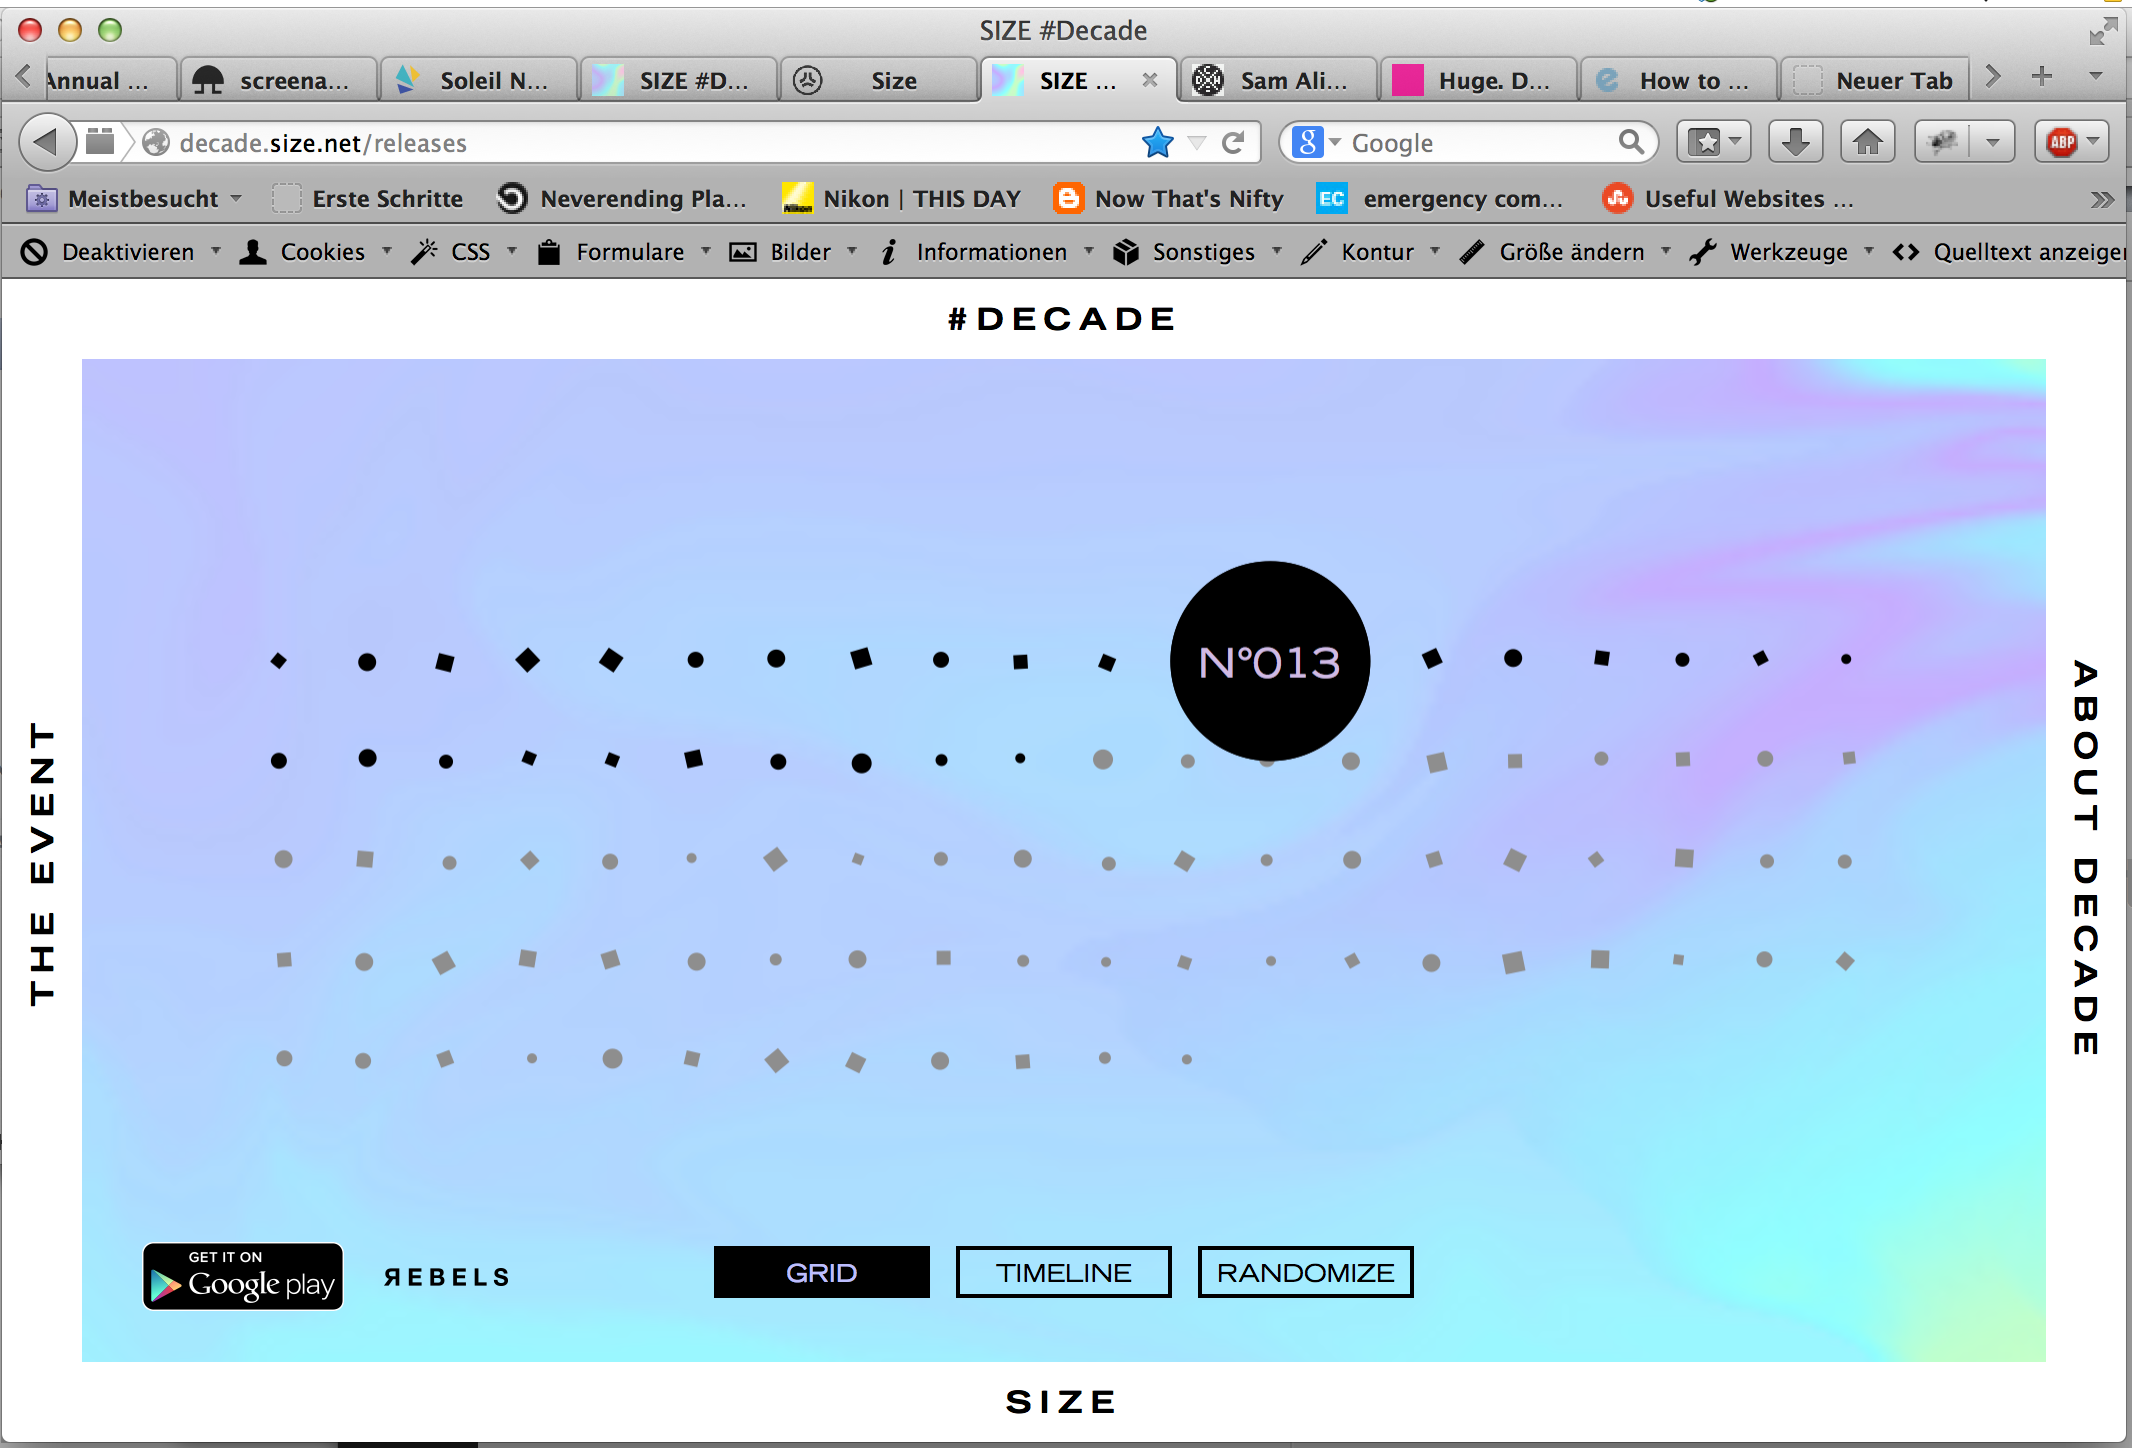 SIZE #Decade
Annual ...
screena...
Soleil N...
SIZE #D...
Size
SIZE ...
Sam Ali...
Huge. D...
How to ...
Neuer Tab
decade.size.net/releases
Google
ABP
Meistbesucht
Erste Schritte
Neverending Pla...
Nikon | THIS DAY
Now That's Nifty
EC emergency com...
Useful Websites ...
Deaktivieren
Cookies
CSS
Formulare
Bilder
Informationen
Sonstiges
Kontur
Größe ändern
Werkzeuge
Quelltext anzeigen
#DECADE
N°013
THE EVENT
ABOUT DECADE
GET IT ON
Google play
ЯEBELS
GRID
TIMELINE
RANDOMIZE
SIZE